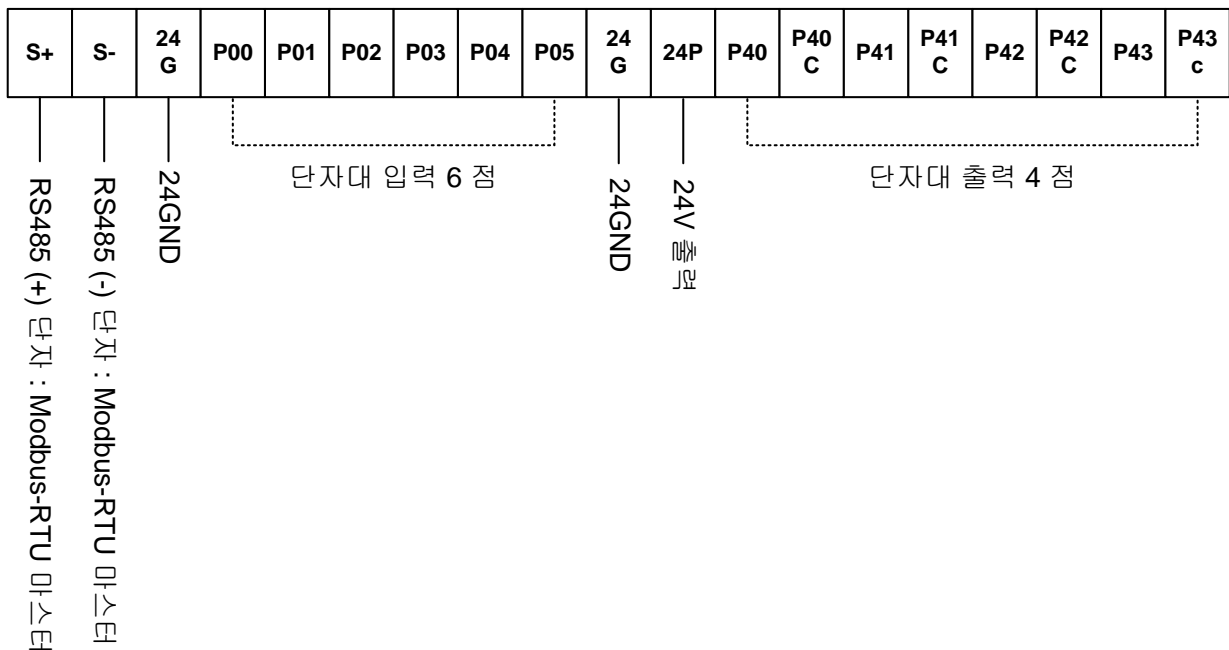 S+ S- 24 G P00 P01 P02 P03 P04 P05 24 G 24P P40 P40 C P41 P41 C P42 P42 C P43 P43 c
단자대 입력 6 점
단자대 출력 4 점
RS485 (+) 단자 : Modbus-RTU 마스터
RS485 (-) 단자 : Modbus-RTU 마스터
24GND
24GND
24V 출력